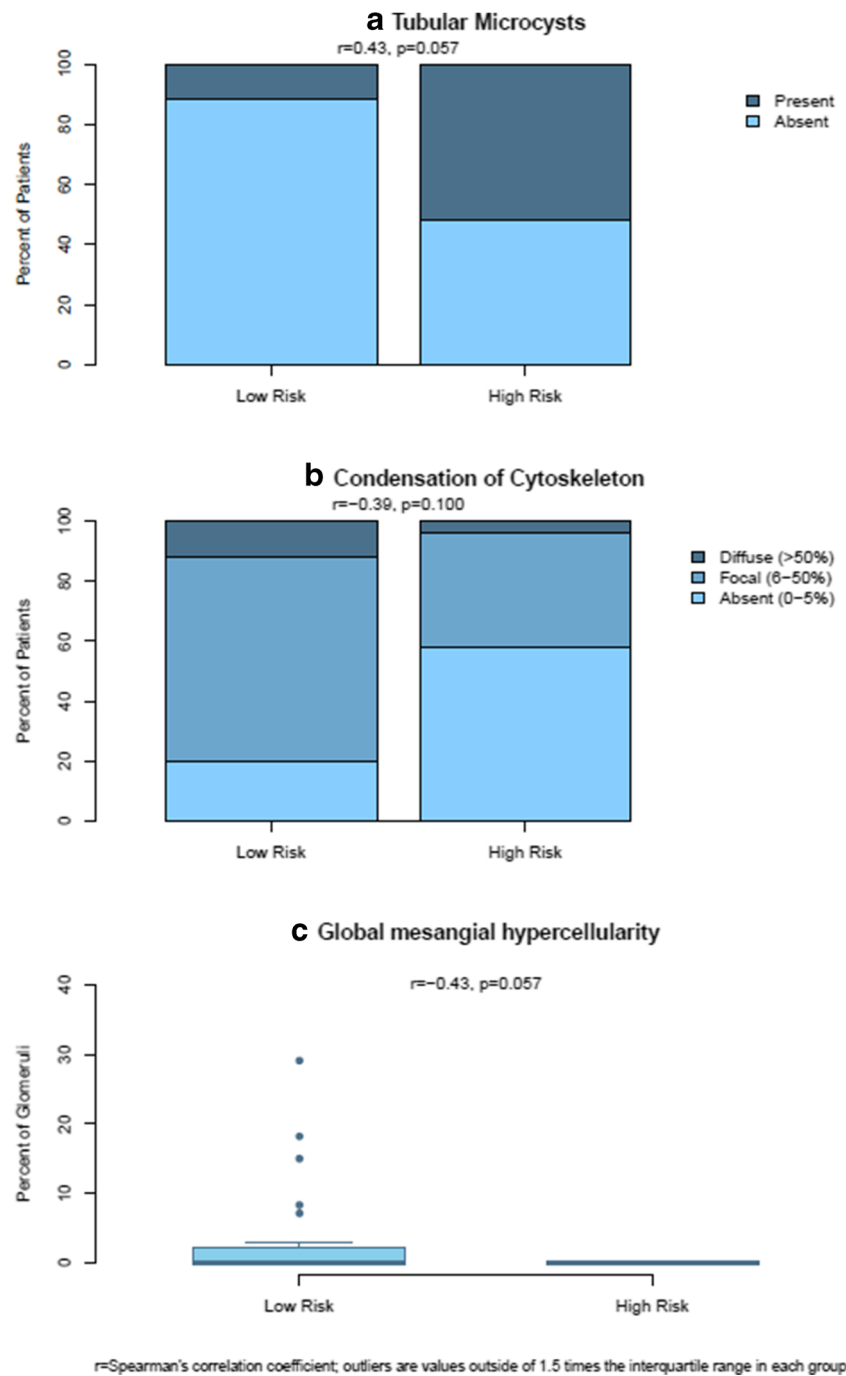 a Tubular Microcysts
r=0.43, p=0.057
Percent of Patients
100
80
60
40
20
0
Low Risk
High Risk
Present
Absent
b Condensation of Cytoskeleton
r=−0.39, p=0.100
Percent of Patients
100
80
60
40
20
0
Low Risk
High Risk
Diffuse (>50%)
Focal (6−50%)
Absent (0−5%)
c Global mesangial hypercellularity
r=−0.43, p=0.057
Percent of Glomeruli
40
30
20
10
0
Low Risk
High Risk
r=Spearman's correlation coefficient; outliers are values outside of 1.5 times the interquartile range in each group